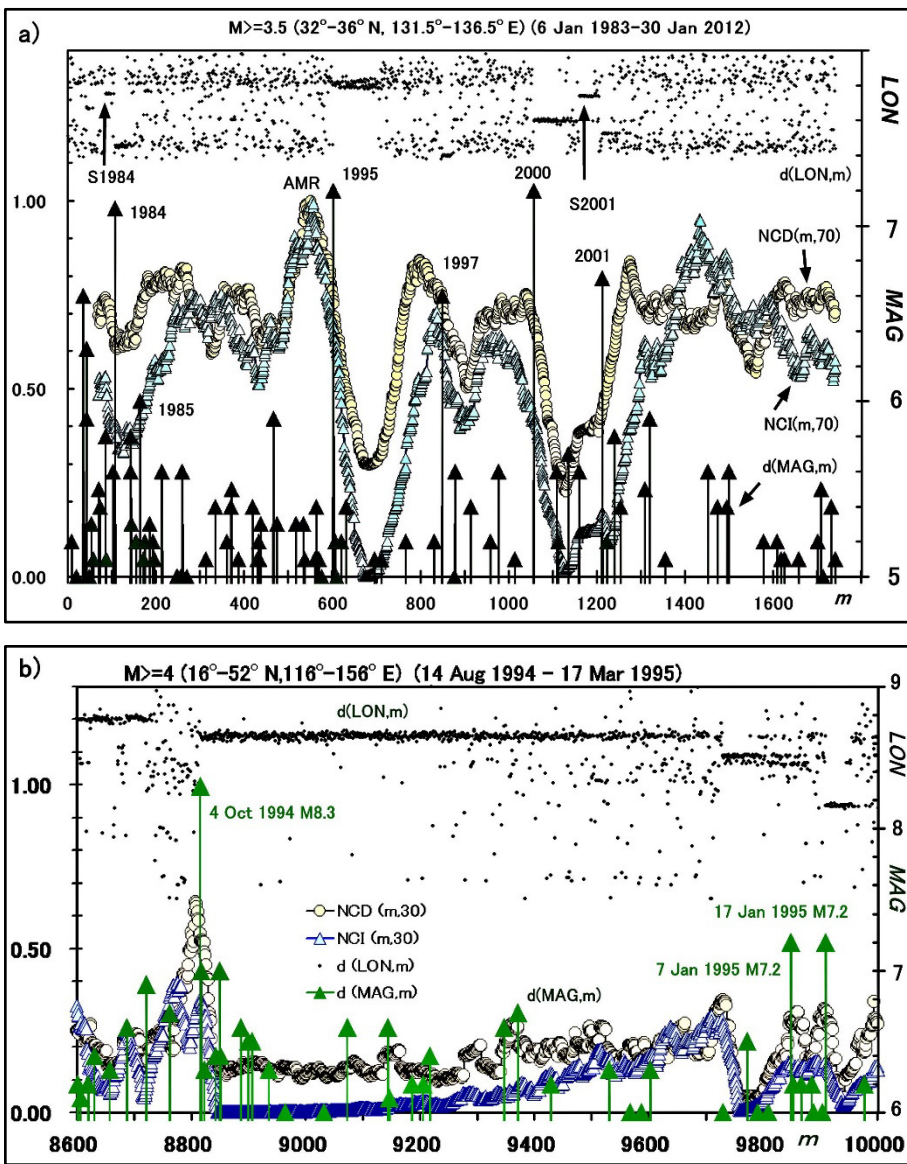 a)
M>=3.5 (32°-36° N, 131.5°-136.5° E) (6 Jan 1983-30 Jan 2012)
LON
d(LON,m)
S1984
AMR
1995
2000
S2001
1.00
1984
7
NCD(m,70)
1997
2001
MAG
0.50
1985
6
NCI(m,70)
d(MAG,m)
0.00
5
0 200 400 600 800 1000 1200 1400 1600 m
b)
M>=4 (16°-52° N,116°-156° E) (14 Aug 1994 - 17 Mar 1995)
9
d(LON,m)
LON
1.00
4 Oct 1994 M8.3
8
MAG
NCD (m,30)
NCI (m,30)
d (LON,m)
d (MAG,m)
17 Jan 1995 M7.2
0.50
7 Jan 1995 M7.2
7
d(MAG,m)
0.00
6
8600 8800 9000 9200 9400 9600 9800 m 10000